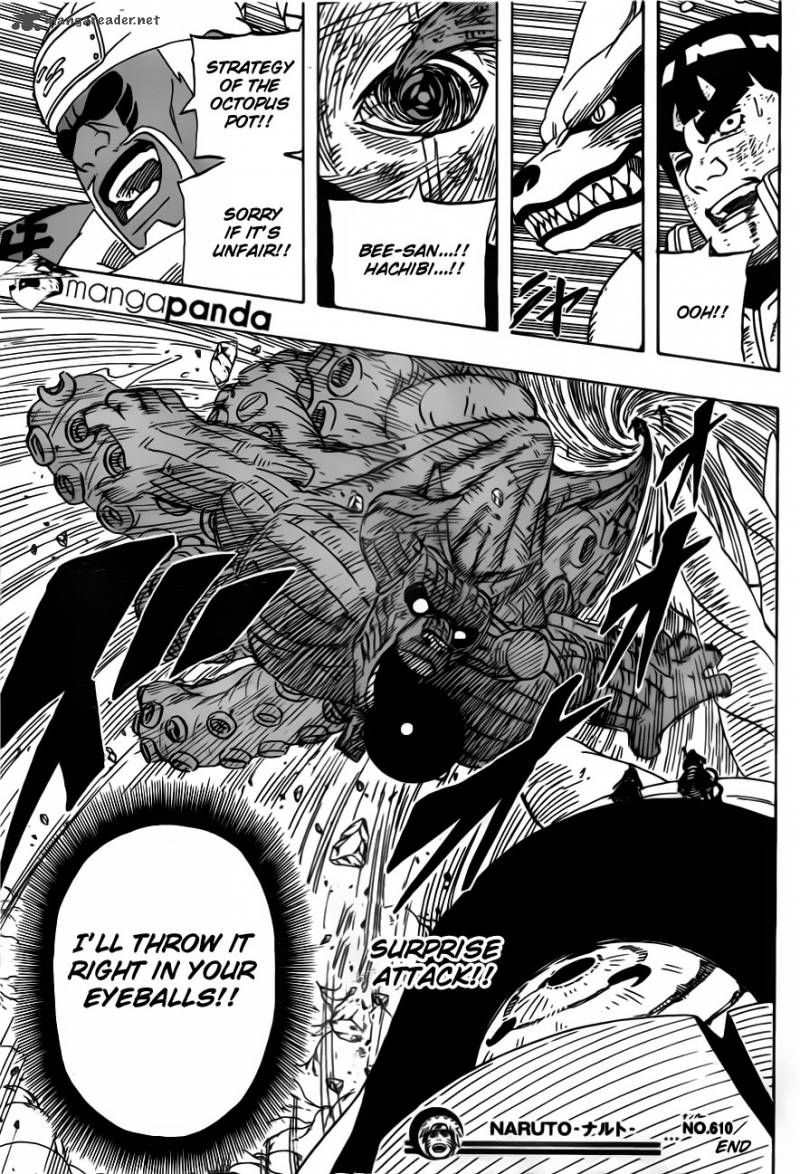 mangareader.net
OOH!!
BEE-SAN...!!
HACHIBI...!!
STRATEGY
OF THE
OCTOPUS
POT!!
SORRY
IF IT'S
UNFAIR!!
mangapanda
SURPRISE
ATTACK!!
I'LL THROW IT
RIGHT IN YOUR
EYEBALLS!!
NARUTO-ナルト-
... NO.610/
END